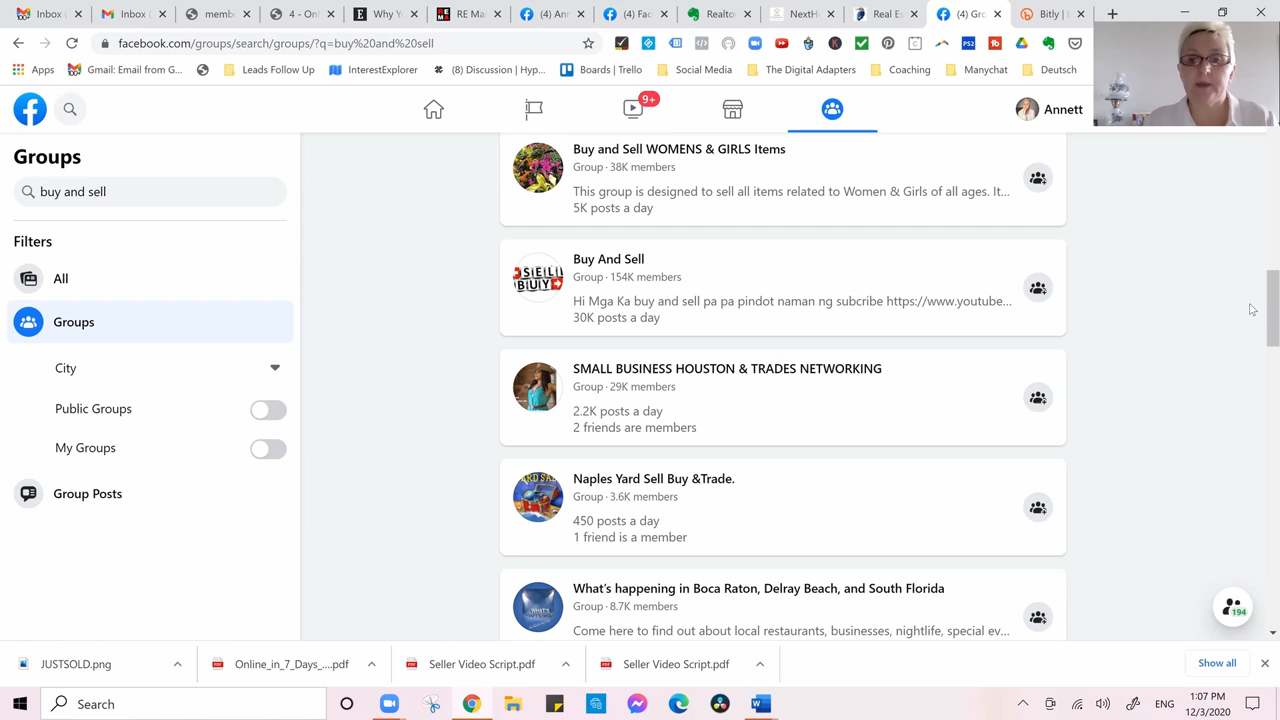 Inbox (
Inbox (
memb
4 - Onl
Why Y
RE Ma
(4) Ann
(4) Fac
Realtor
NextH
Real Es
(4) Gro
Bitly |
facebook.com/groups/search/groups/?q=buy%20and%20sell
Apps
Gmail: Email from G...
Leads Follow Up
InterestExplorer
(8) Discussion | Hyp...
Boards | Trello
Social Media
The Digital Adapters
Coaching
Manychat
Deutsch
9+
Annett
Groups
buy and sell
Filters
All
Groups
City
Public Groups
My Groups
Group Posts
Buy and Sell WOMENS & GIRLS Items
Group · 38K members
This group is designed to sell all items related to Women & Girls of all ages. It...
5K posts a day
SELL
BUY
Buy And Sell
Group · 154K members
Hi Mga Ka buy and sell pa pa pindot naman ng subcribe https://www.youtube...
30K posts a day
SMALL BUSINESS HOUSTON & TRADES NETWORKING
Group · 29K members
2.2K posts a day
2 friends are members
Naples Yard Sell Buy &Trade.
Group · 3.6K members
450 posts a day
1 friend is a member
What's happening in Boca Raton, Delray Beach, and South Florida
Group · 8.7K members
Come here to find out about local restaurants, businesses, nightlife, special ev...
194
JUSTSOLD.png
Online_in_7_Days_....pdf
Seller Video Script.pdf
Seller Video Script.pdf
Show all
Search
ENG
1:07 PM
12/3/2020